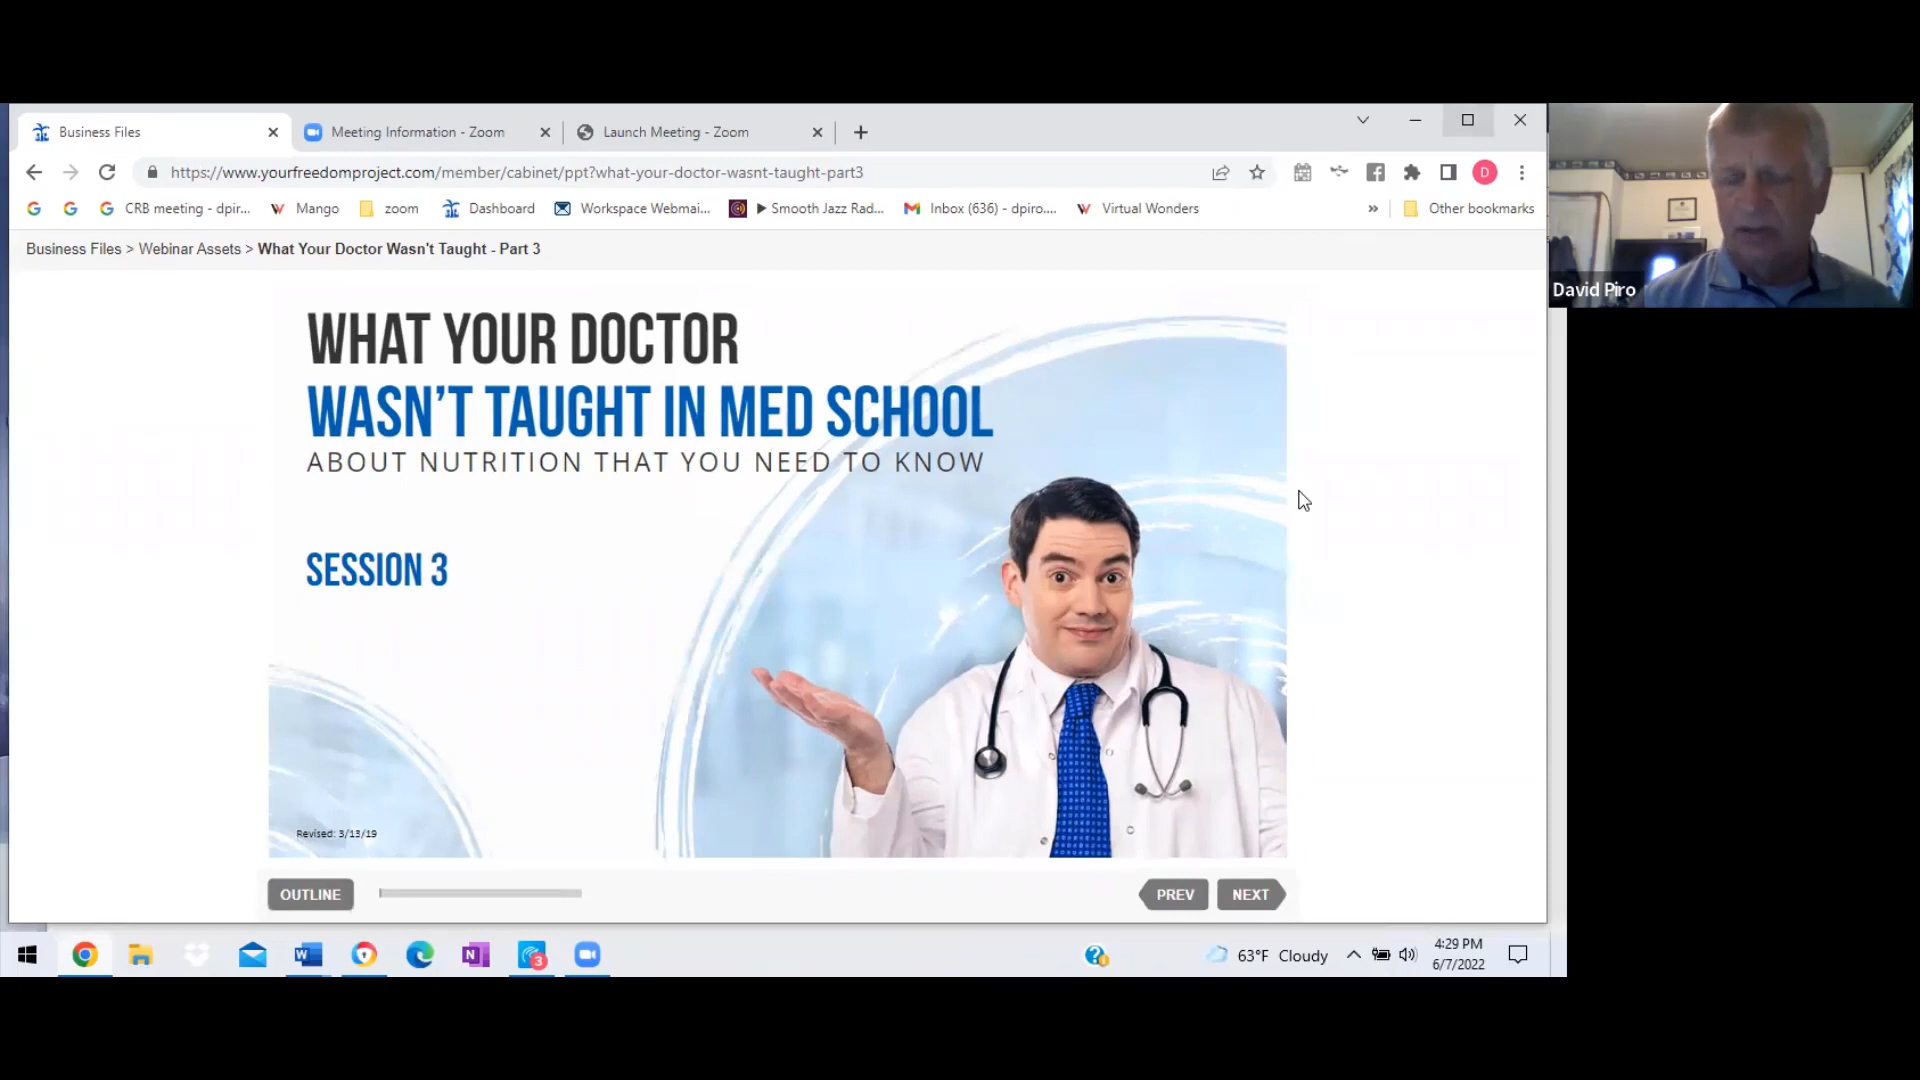 Business Files
Meeting Information - Zoom
Launch Meeting - Zoom
https://www.yourfreedomproject.com/member/cabinet/ppt?what-your-doctor-wasnt-taught-part3
D
CRB meeting - dpir...
Mango
zoom
Dashboard
Workspace Webmai...
Smooth Jazz Rad...
Inbox (636) - dpiro....
Virtual Wonders
»
Other bookmarks
Business Files > Webinar Assets > What Your Doctor Wasn't Taught - Part 3
David Piro
WHAT YOUR DOCTOR
WASN'T TAUGHT IN MED SCHOOL
ABOUT NUTRITION THAT YOU NEED TO KNOW
SESSION 3
Revised: 3/13/19
OUTLINE
PREV
NEXT
3
63°F Cloudy
4:29 PM
6/7/2022